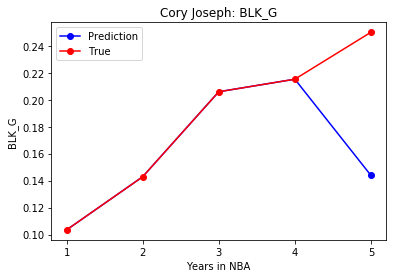 Cory Joseph: BLK_G
Prediction
True
BLK_G
0.24
0.22
0.20
0.18
0.16
0.14
0.12
0.10
1 2 3 4 5
Years in NBA